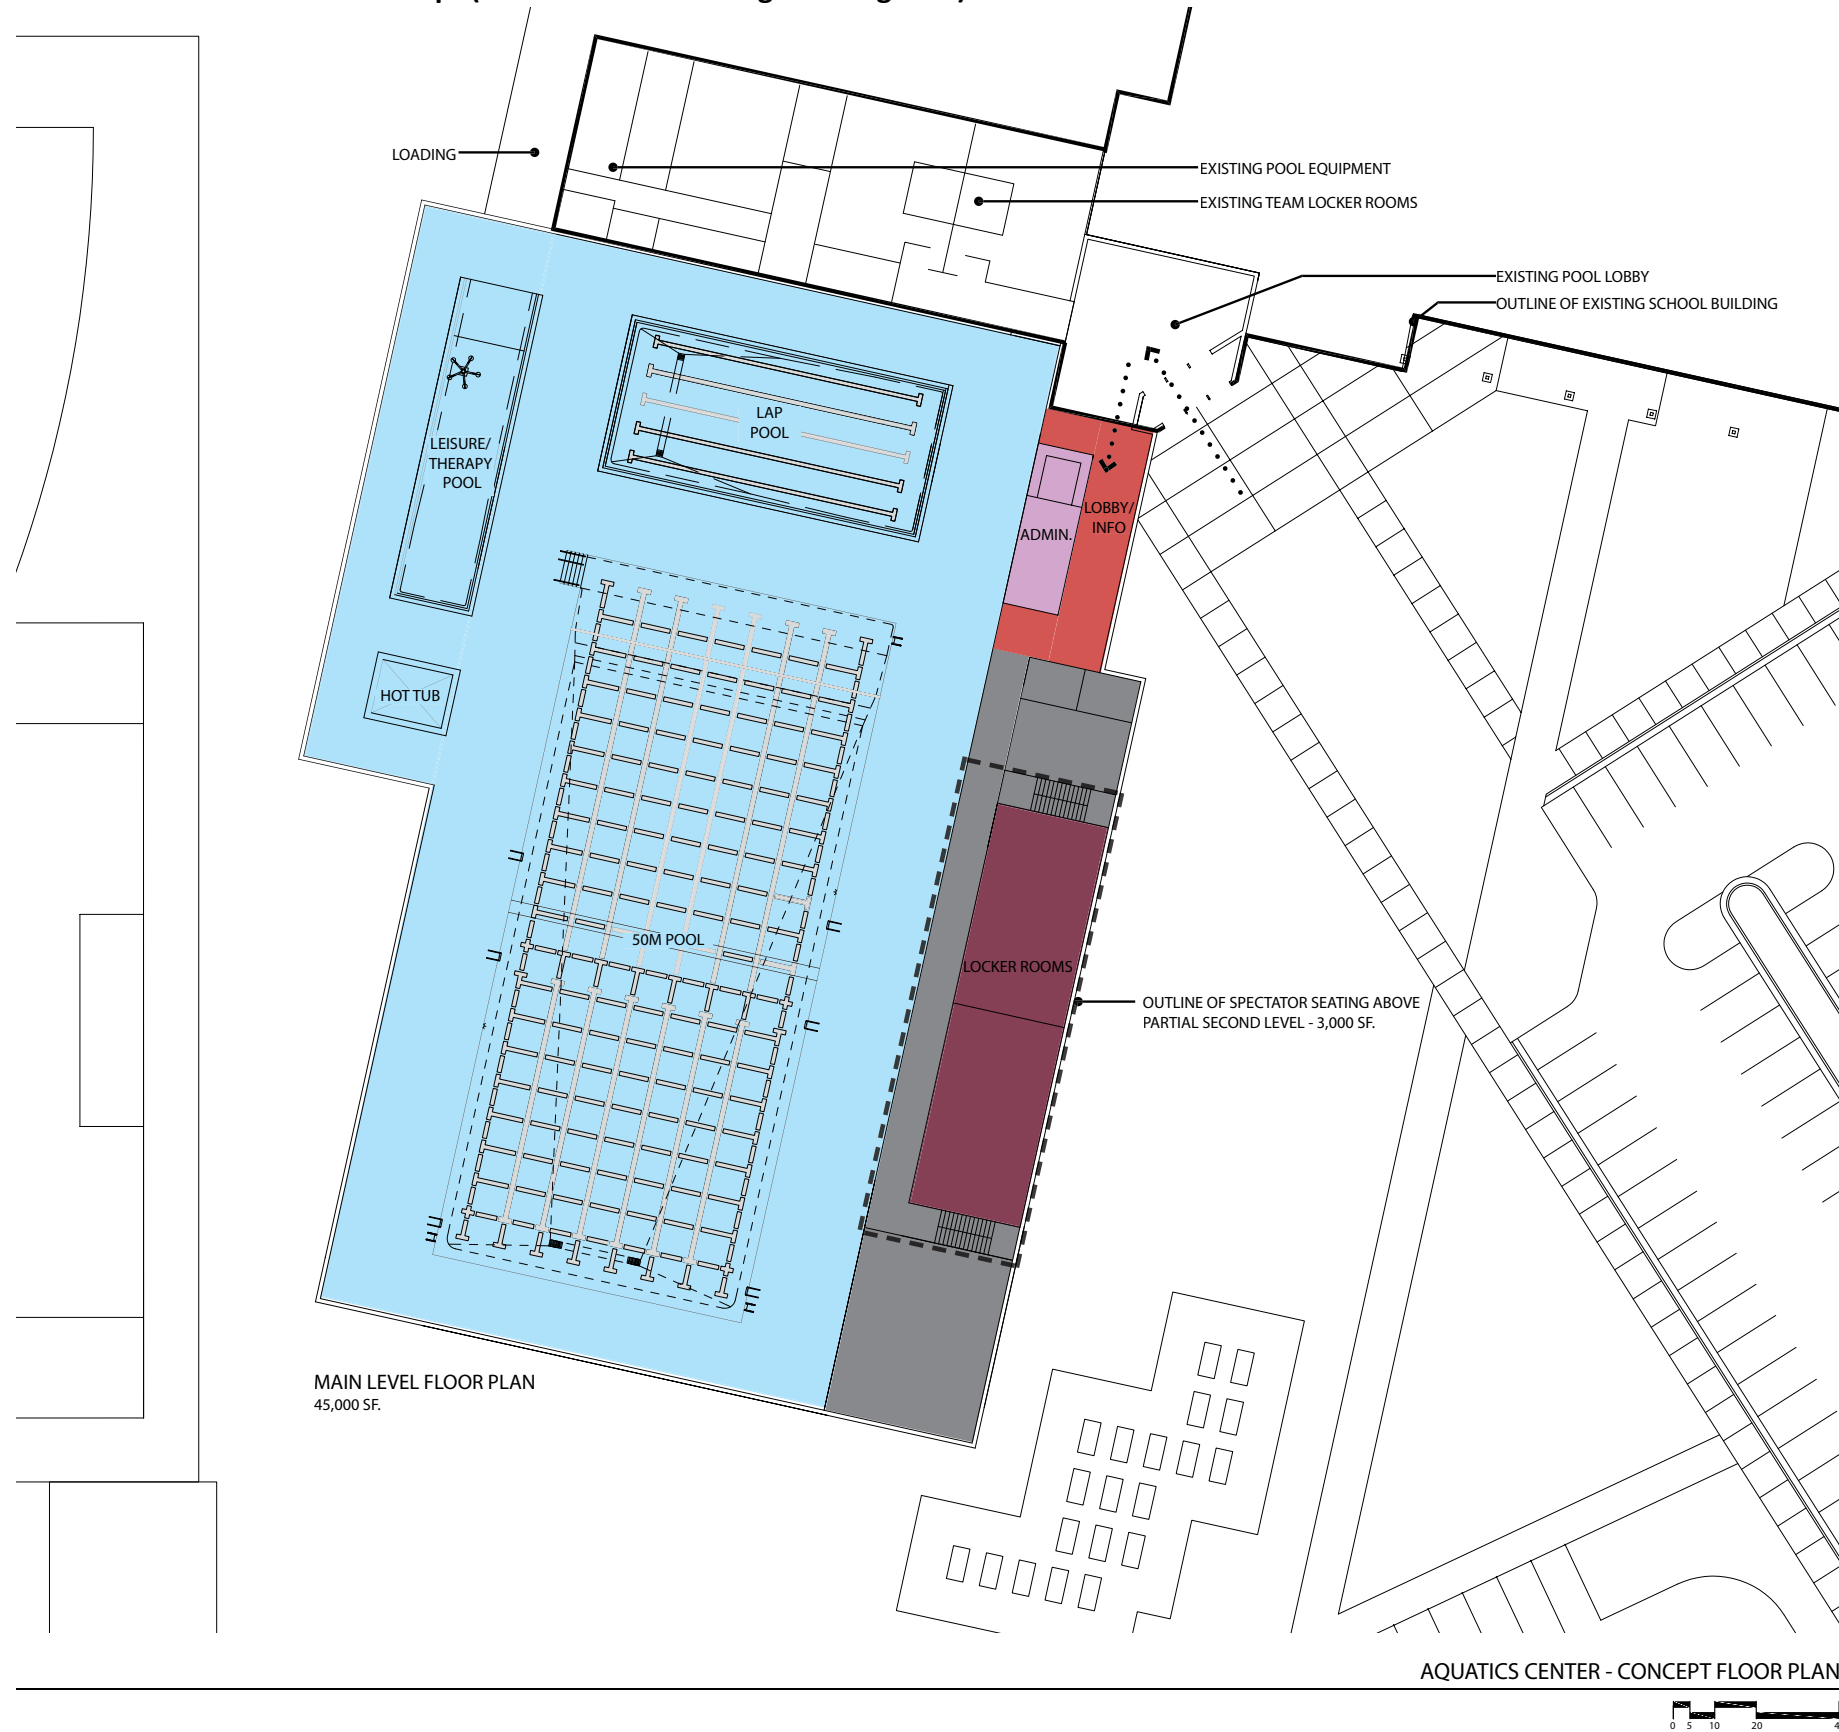 LOADING
EXISTING POOL EQUIPMENT
EXISTING TEAM LOCKER ROOMS
EXISTING POOL LOBBY
OUTLINE OF EXISTING SCHOOL BUILDING
LAP
POOL
LEISURE/
THERAPY
POOL
LOBBY/
INFO
ADMIN.
HOT TUB
50M POOL
LOCKER ROOMS
OUTLINE OF SPECTATOR SEATING ABOVE
PARTIAL SECOND LEVEL - 3,000 SF.
MAIN LEVEL FLOOR PLAN
45,000 SF.
AQUATICS CENTER - CONCEPT FLOOR PLAN
0 5 10 20